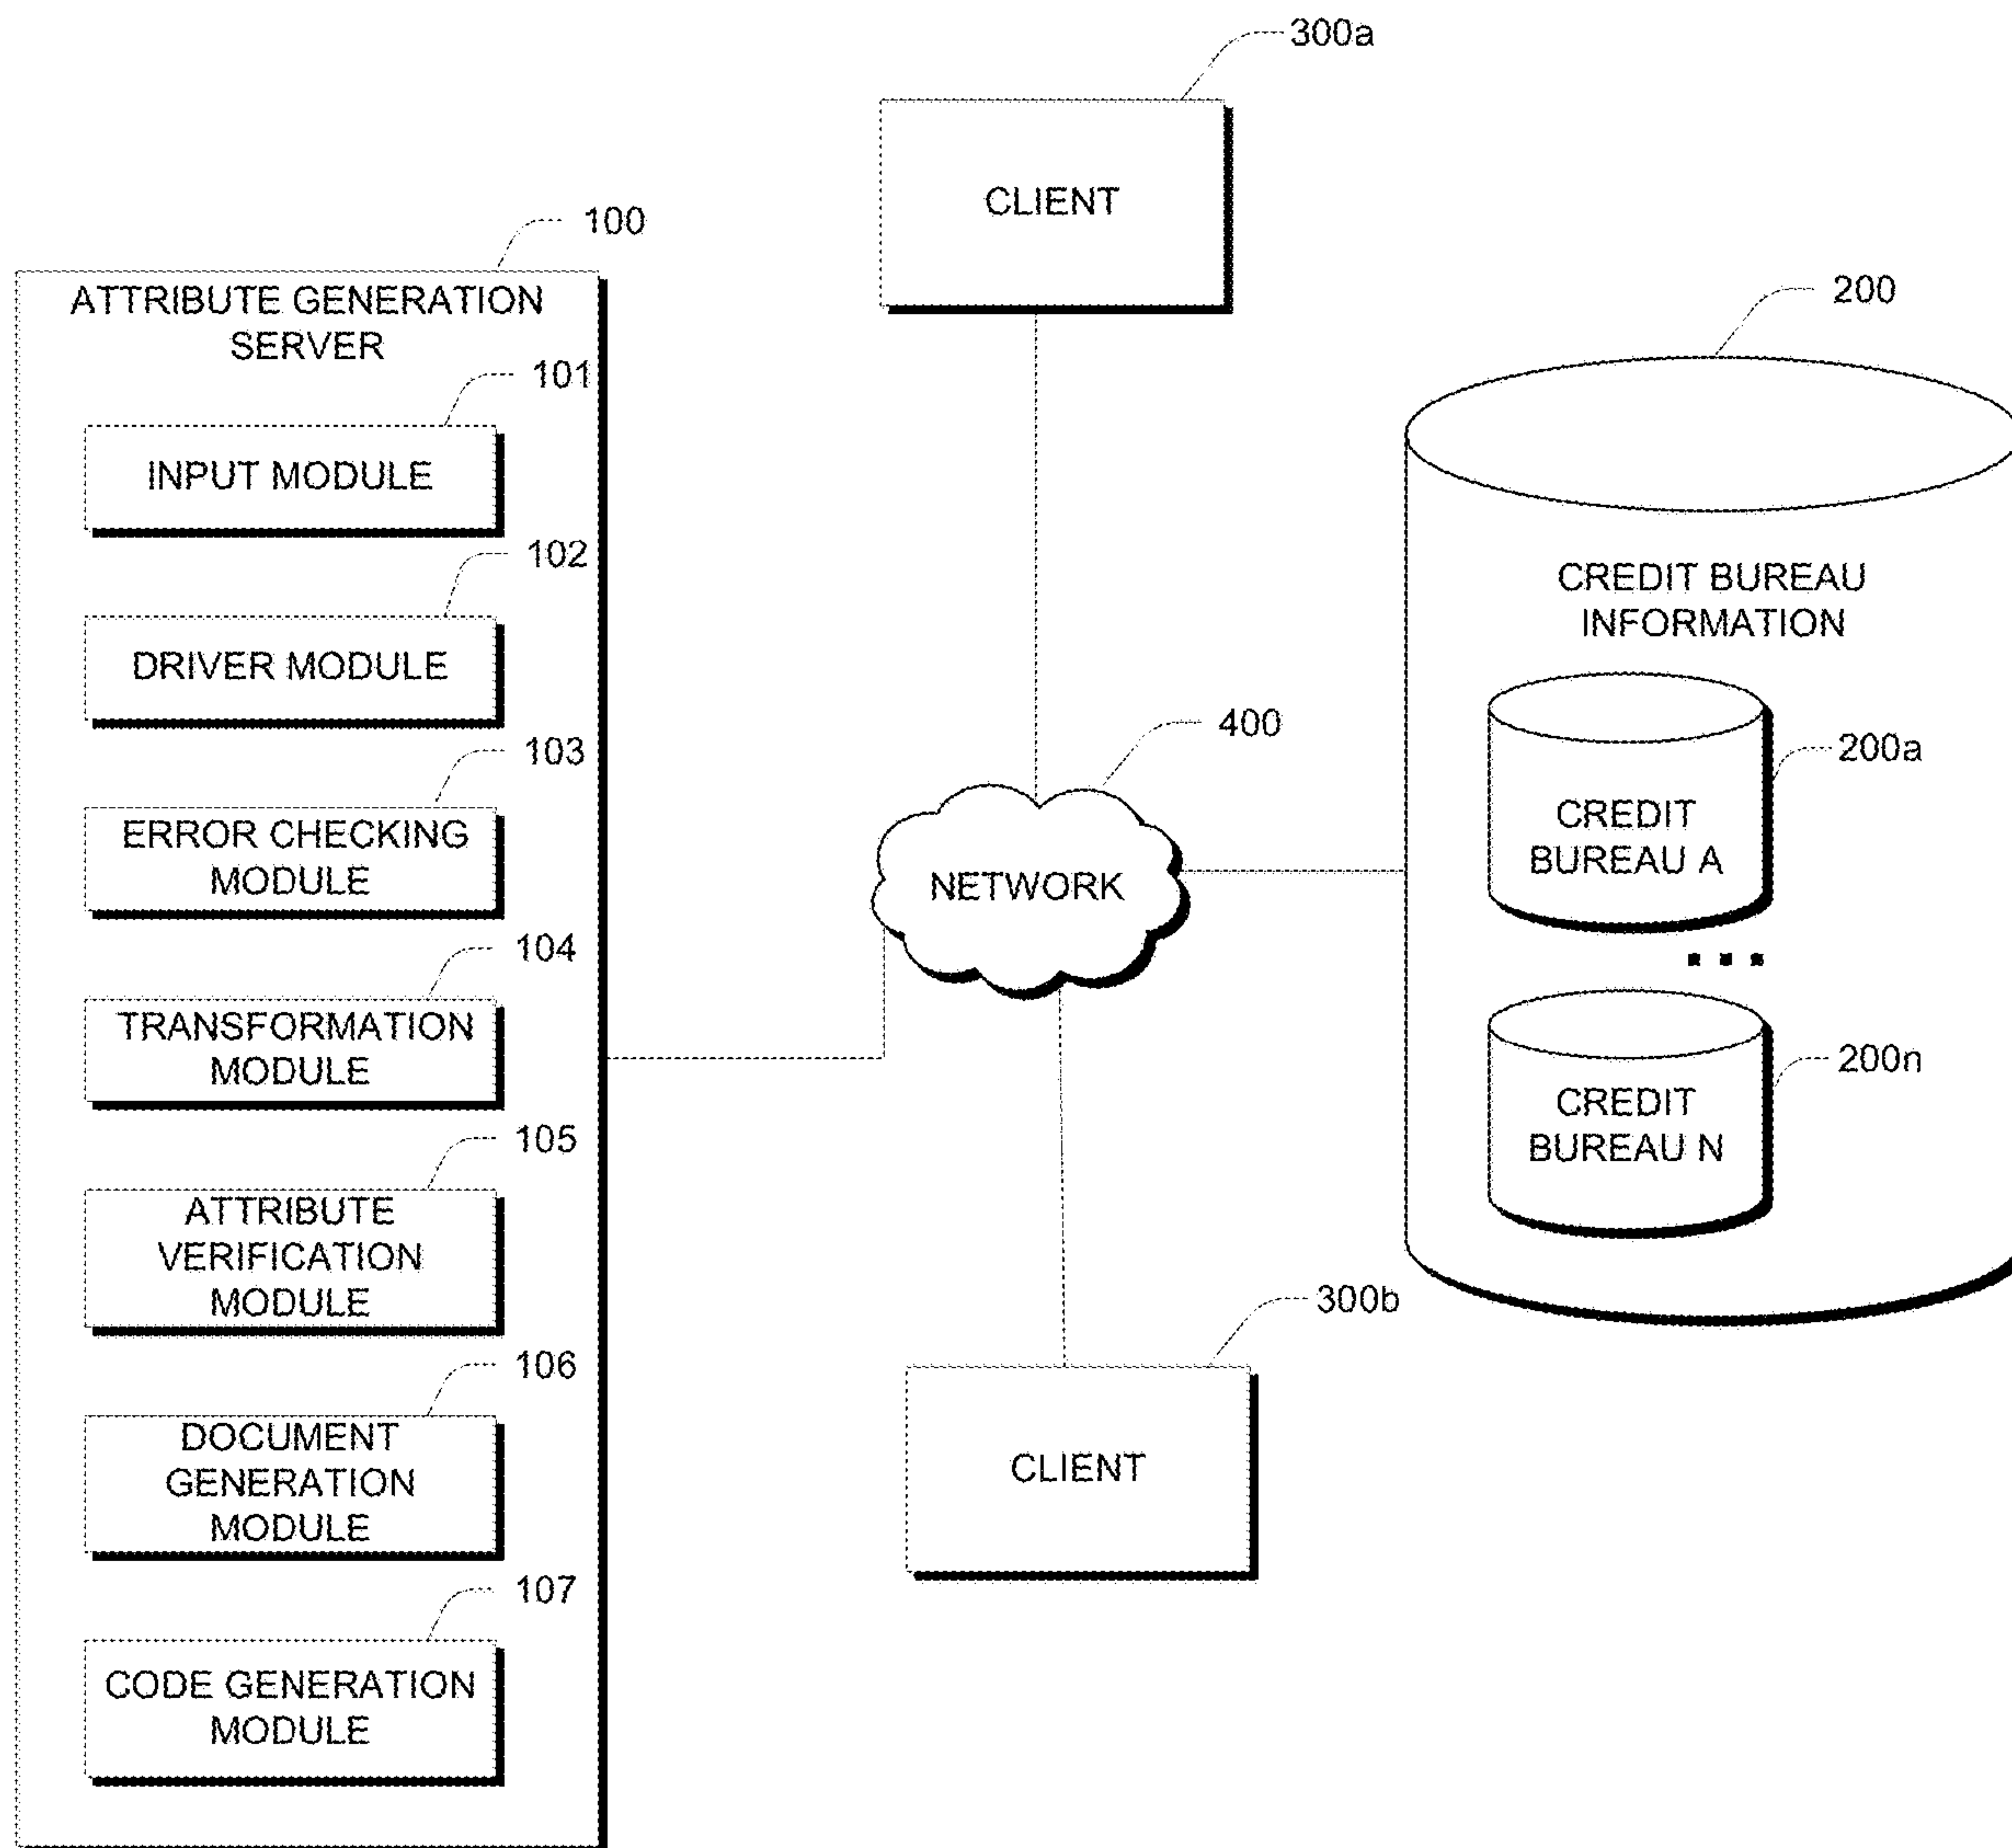 300a
CLIENT
100
ATTRIBUTE GENERATION
SERVER
101
INPUT MODULE
102
DRIVER MODULE
103
ERROR CHECKING
MODULE
104
TRANSFORMATION
MODULE
105
ATTRIBUTE
VERIFICATION
MODULE
106
DOCUMENT
GENERATION
MODULE
107
CODE GENERATION
MODULE
400
NETWORK
300b
CLIENT
200
CREDIT BUREAU
INFORMATION
200a
CREDIT
BUREAU A
...
200n
CREDIT
BUREAU N